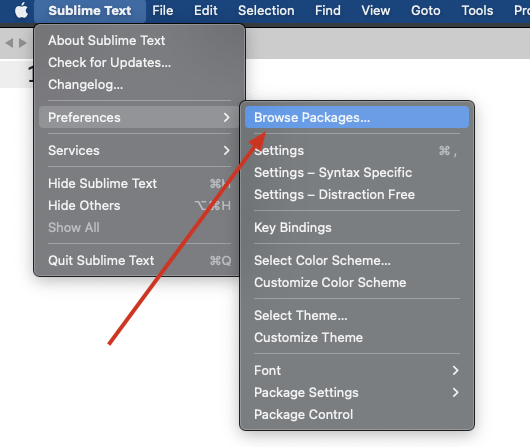 Sublime Text File Edit Selection Find View Goto Tools
About Sublime Text
Check for Updates...
Changelog...
Preferences
Services
Hide Sublime Text
Hide Others ⌥⌘H
Show All
Quit Sublime Text ⌘Q
Browse Packages...
Settings ⌘,
Settings – Syntax Specific
Settings – Distraction Free
Key Bindings
Select Color Scheme...
Customize Color Scheme
Select Theme...
Customize Theme
Font
Package Settings
Package Control